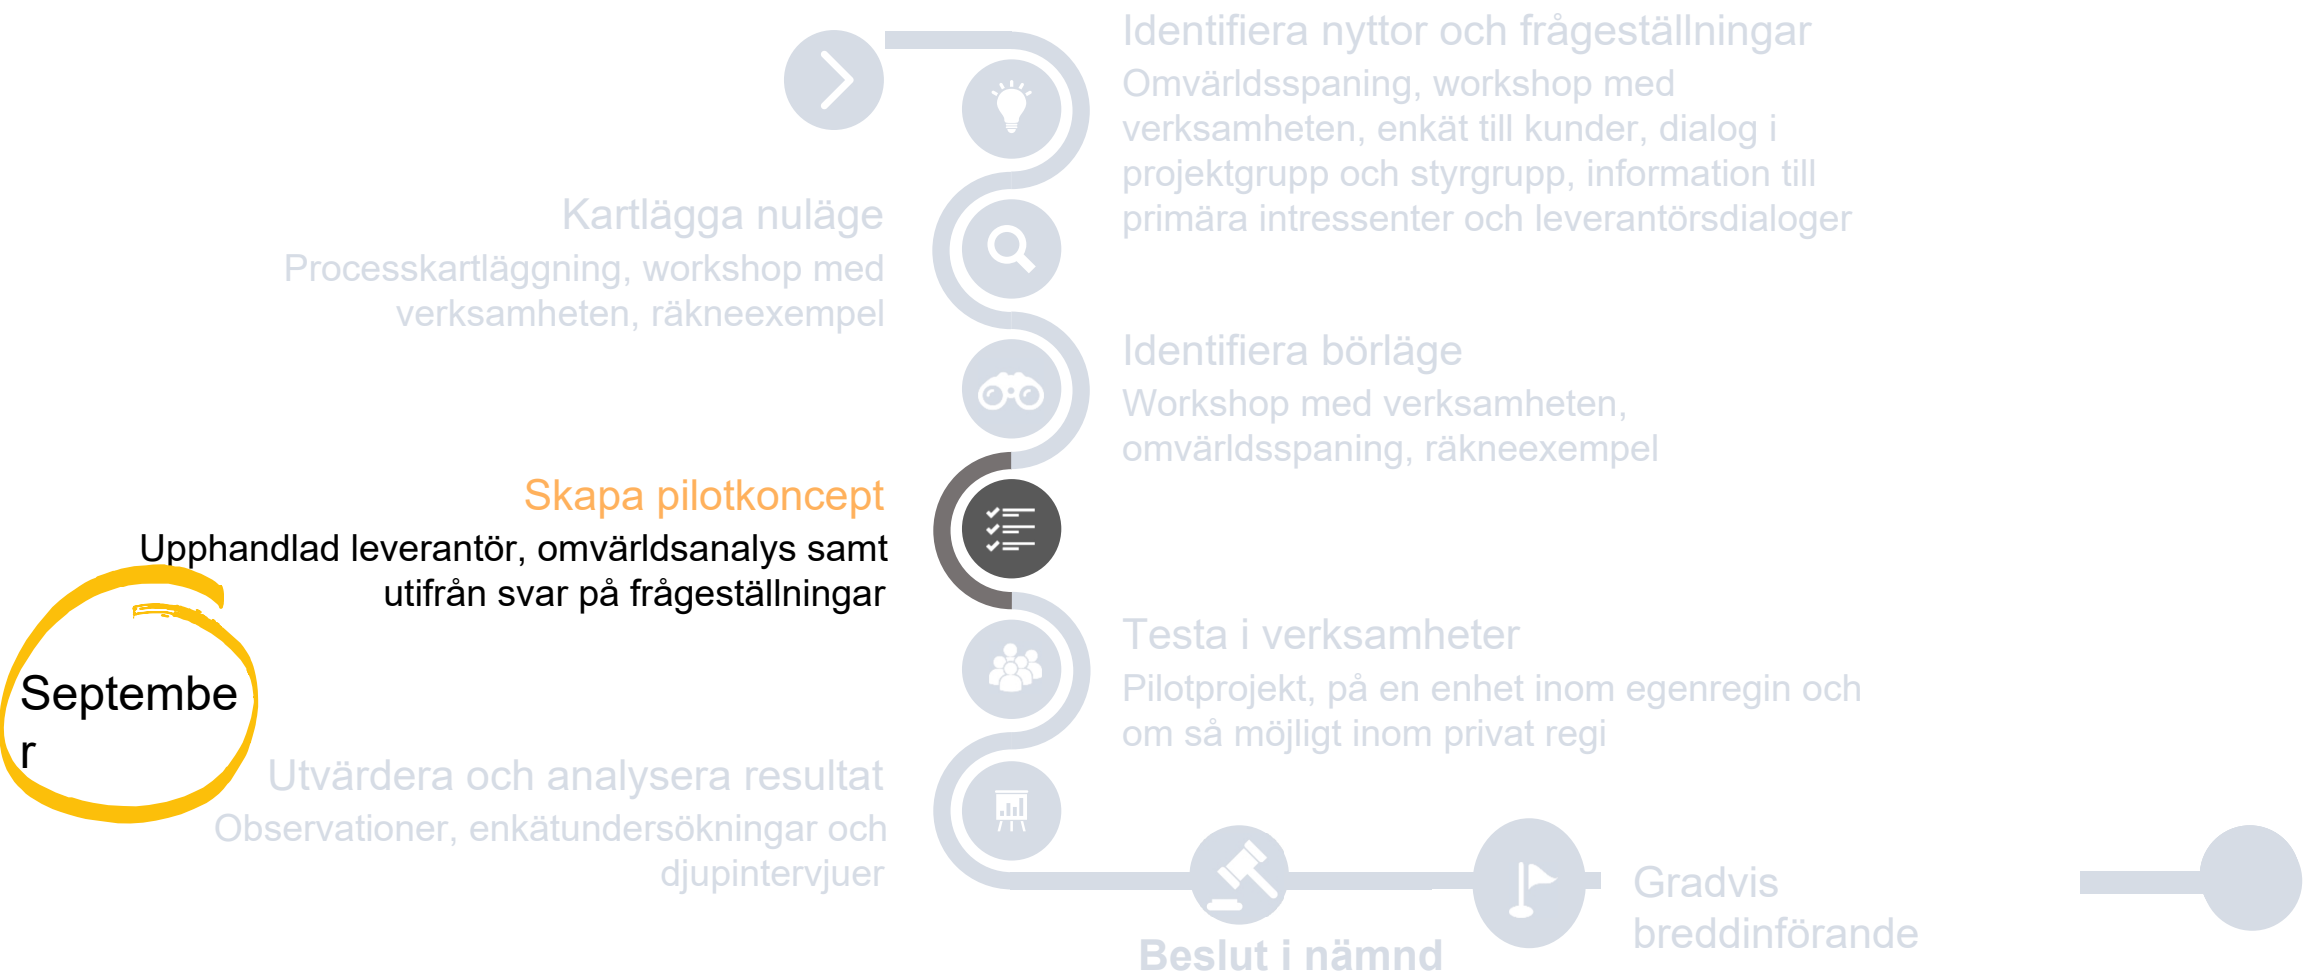 Identifiera nyttor och frågeställningar
Omvärldsspaning, workshop med
verksamheten, enkät till kunder, dialog i
projektgrupp och styrgrupp, information till
primära intressenter och leverantörsdialoger
Kartlägga nuläge
Processkartläggning, workshop med
verksamheten, räkneexempel
Identifiera börläge
Workshop med verksamheten,
omvärldsspaning, räkneexempel
Skapa pilotkoncept
Upphandlad leverantör, omvärldsanalys samt
utifrån svar på frågeställningar
Septembe
r
Testa i verksamheter
Pilotprojekt, på en enhet inom egenregin och
om så möjligt inom privat regi
Utvärdera och analysera resultat
Observationer, enkätundersökningar och
djupintervjuer
Beslut i nämnd
Gradvis
breddinförande